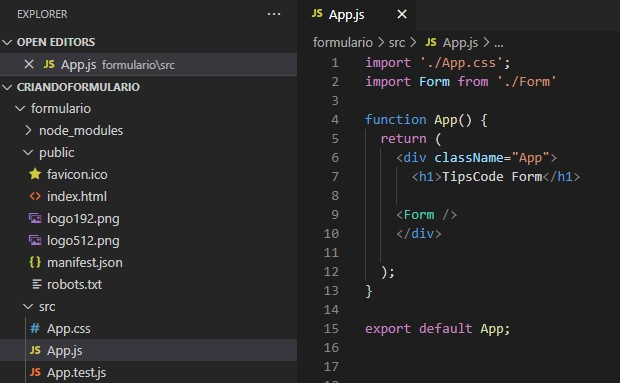 EXPLORER
...
OPEN EDITORS
JS App.js formulario\src
CRIANDOFORMULARIO
formulario
node_modules
public
favicon.ico
<> index.html
logo192.png
logo512.png
{} manifest.json
robots.txt
src
# App.css
JS App.js
JS App.test.js
JS App.js
formulario > src > JS App.js > ...
1 import './App.css';
2 import Form from './Form'
3
4 function App() {
5 return (
6 <div className="App">
7 <h1>TipsCode Form</h1>
8
9 <Form />
10 </div>
11
12 );
13 }
14
15 export default App;
16
17